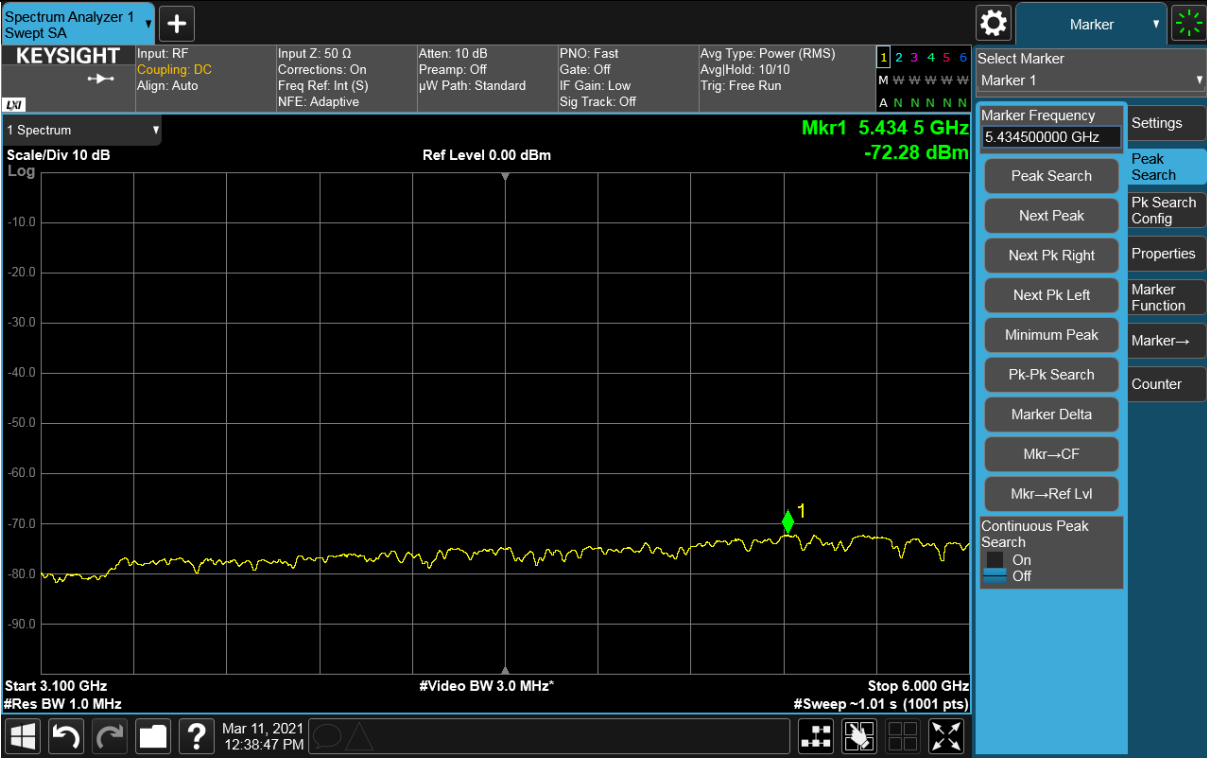 Spectrum Analyzer 1
Swept SA
+
Marker
KEYSIGHT
LXI
Input: RF
Coupling: DC
Align: Auto
Input Z: 50 Ω
Corrections: On
Freq Ref: Int (S)
NFE: Adaptive
Atten: 10 dB
Preamp: Off
µW Path: Standard
PNO: Fast
Gate: Off
IF Gain: Low
Sig Track: Off
Avg Type: Power (RMS)
Avg|Hold: 10/10
Trig: Free Run
1 2 3 4 5 6
M W W W W W
A N N N N N
Select Marker
Marker 1
1 Spectrum
Mkr1 5.434 5 GHz
-72.28 dBm
Scale/Div 10 dB
Ref Level 0.00 dBm
Log
-10.0
-20.0
-30.0
-40.0
-50.0
-60.0
-70.0
-80.0
-90.0
1
Start 3.100 GHz
#Video BW 3.0 MHz*
Stop 6.000 GHz
#Res BW 1.0 MHz
#Sweep ~1.01 s (1001 pts)
Marker Frequency
5.434500000 GHz
Peak Search
Next Peak
Next Pk Right
Next Pk Left
Minimum Peak
Pk-Pk Search
Marker Delta
Mkr→CF
Mkr→Ref Lvl
Continuous Peak
Search
On
Off
Settings
Peak
Search
Pk Search
Config
Properties
Marker
Function
Marker→
Counter
?
Mar 11, 2021
12:38:47 PM